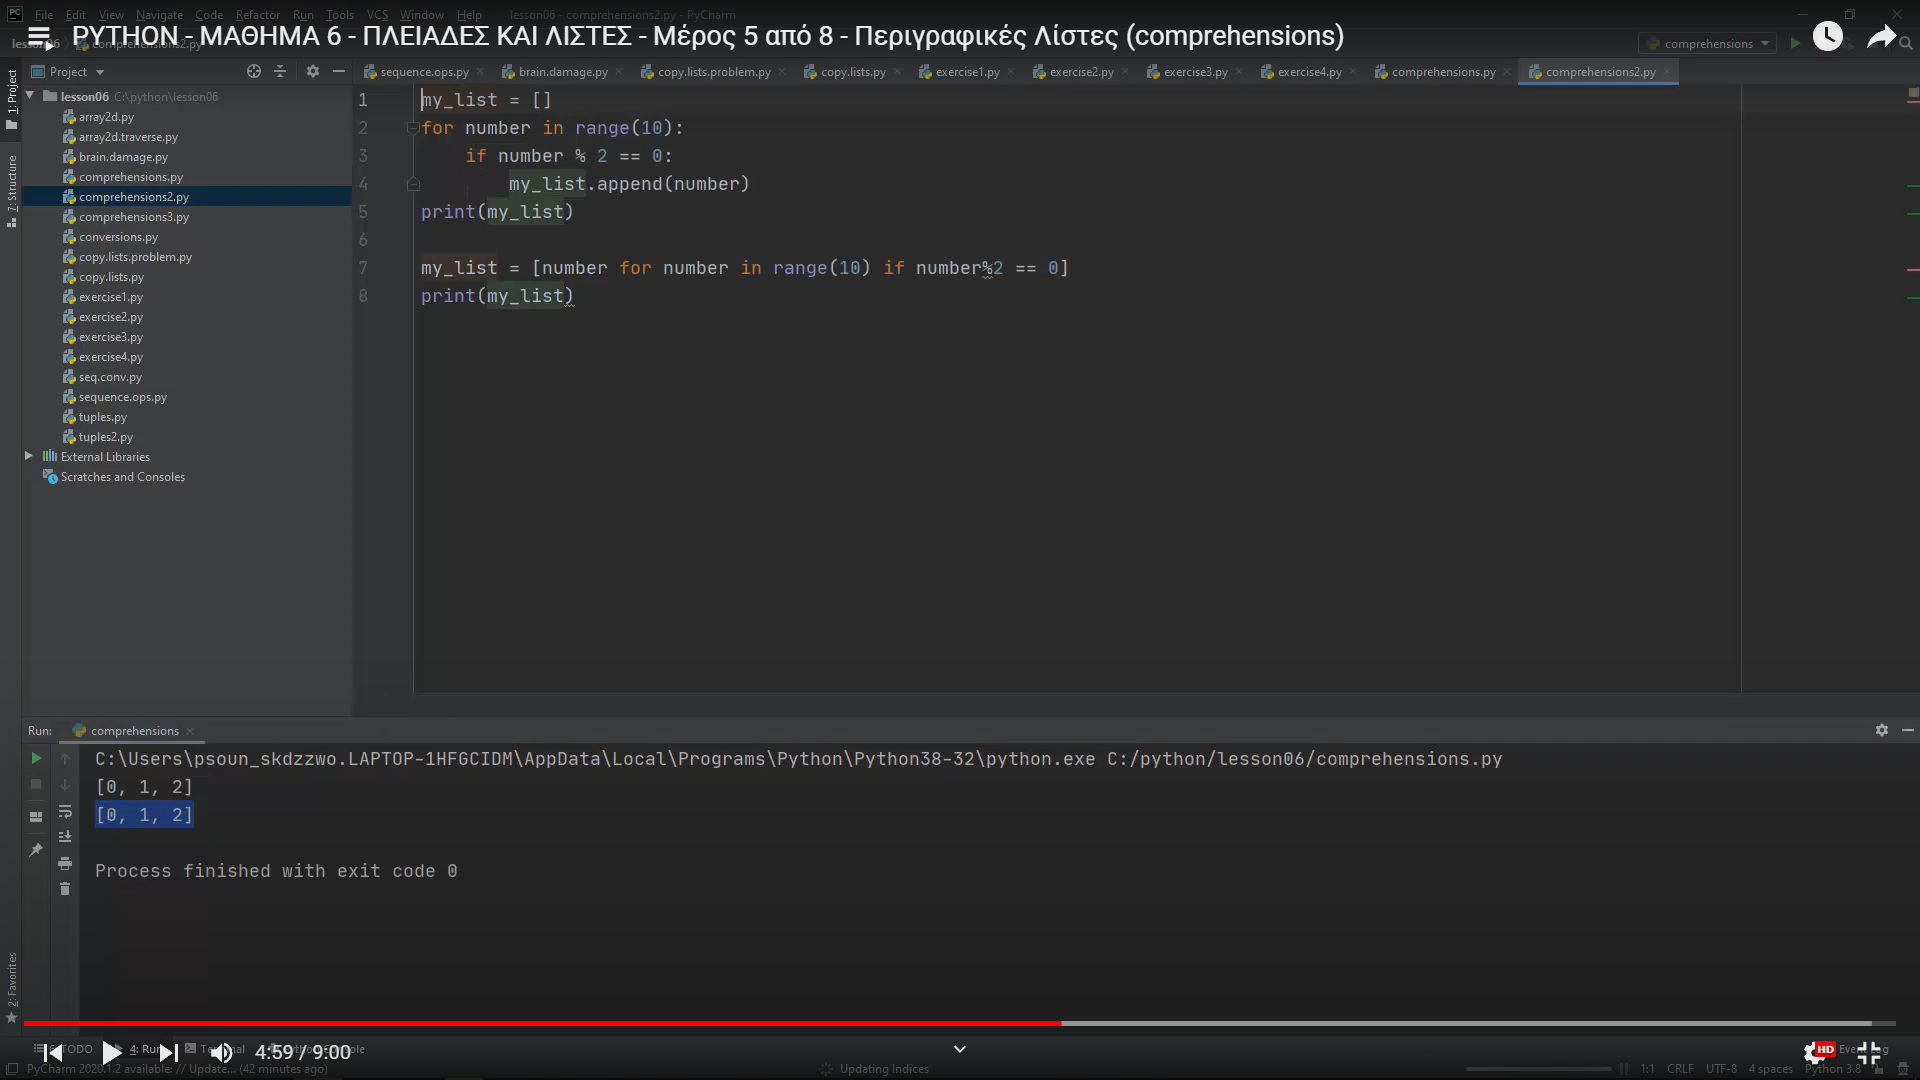 File Edit View Navigate Code Refactor Run Tools VCS Window Help lesson06 - comprehensions2.py - PyCharm
PYTHON - ΜΑΘΗΜΑ 6 - ΠΛΕΙΑΔΕΣ ΚΑΙ ΛΙΣΤΕΣ - Μέρος 5 από 8 - Περιγραφικές Λίστες (comprehensions)
comprehensions
1: Project
Project
sequence.ops.py brain.damage.py copy.lists.problem.py copy.lists.py exercise1.py exercise2.py exercise3.py exercise4.py comprehensions.py comprehensions2.py
lesson06 C:\python\lesson06
array2d.py
array2d.traverse.py
brain.damage.py
comprehensions.py
comprehensions2.py
comprehensions3.py
conversions.py
copy.lists.problem.py
copy.lists.py
exercise1.py
exercise2.py
exercise3.py
exercise4.py
seq.conv.py
sequence.ops.py
tuples.py
tuples2.py
External Libraries
Scratches and Consoles
7: Structure
1 my_list = []
2 for number in range(10):
3 if number % 2 == 0:
4 my_list.append(number)
5 print(my_list)
6
7 my_list = [number for number in range(10) if number%2 == 0]
8 print(my_list)
Run: comprehensions
C:\Users\psoun_skdzzwo.LAPTOP-1HFGCIDM\AppData\Local\Programs\Python\Python38-32\python.exe C:/python/lesson06/comprehensions.py
[0, 1, 2]
[0, 1, 2]
Process finished with exit code 0
2: Favorites
TODO 4: Run
4:59 / 9:00
HD
PyCharm 2020.1.2 available: // Update... (42 minutes ago) Updating Indices 1:1 CRLF UTF-8 4 spaces Python 3.8